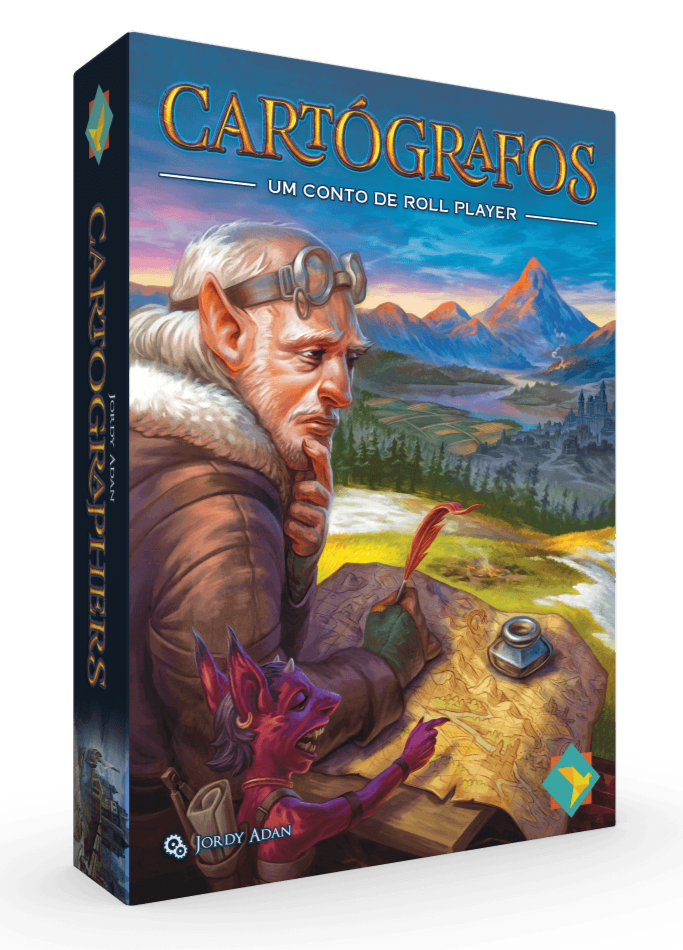 CARTÓGRAFOS
UM CONTO DE ROLL PLAYER
JORDY ADAN
CARTOGRAPHERS
JORDY ADAN